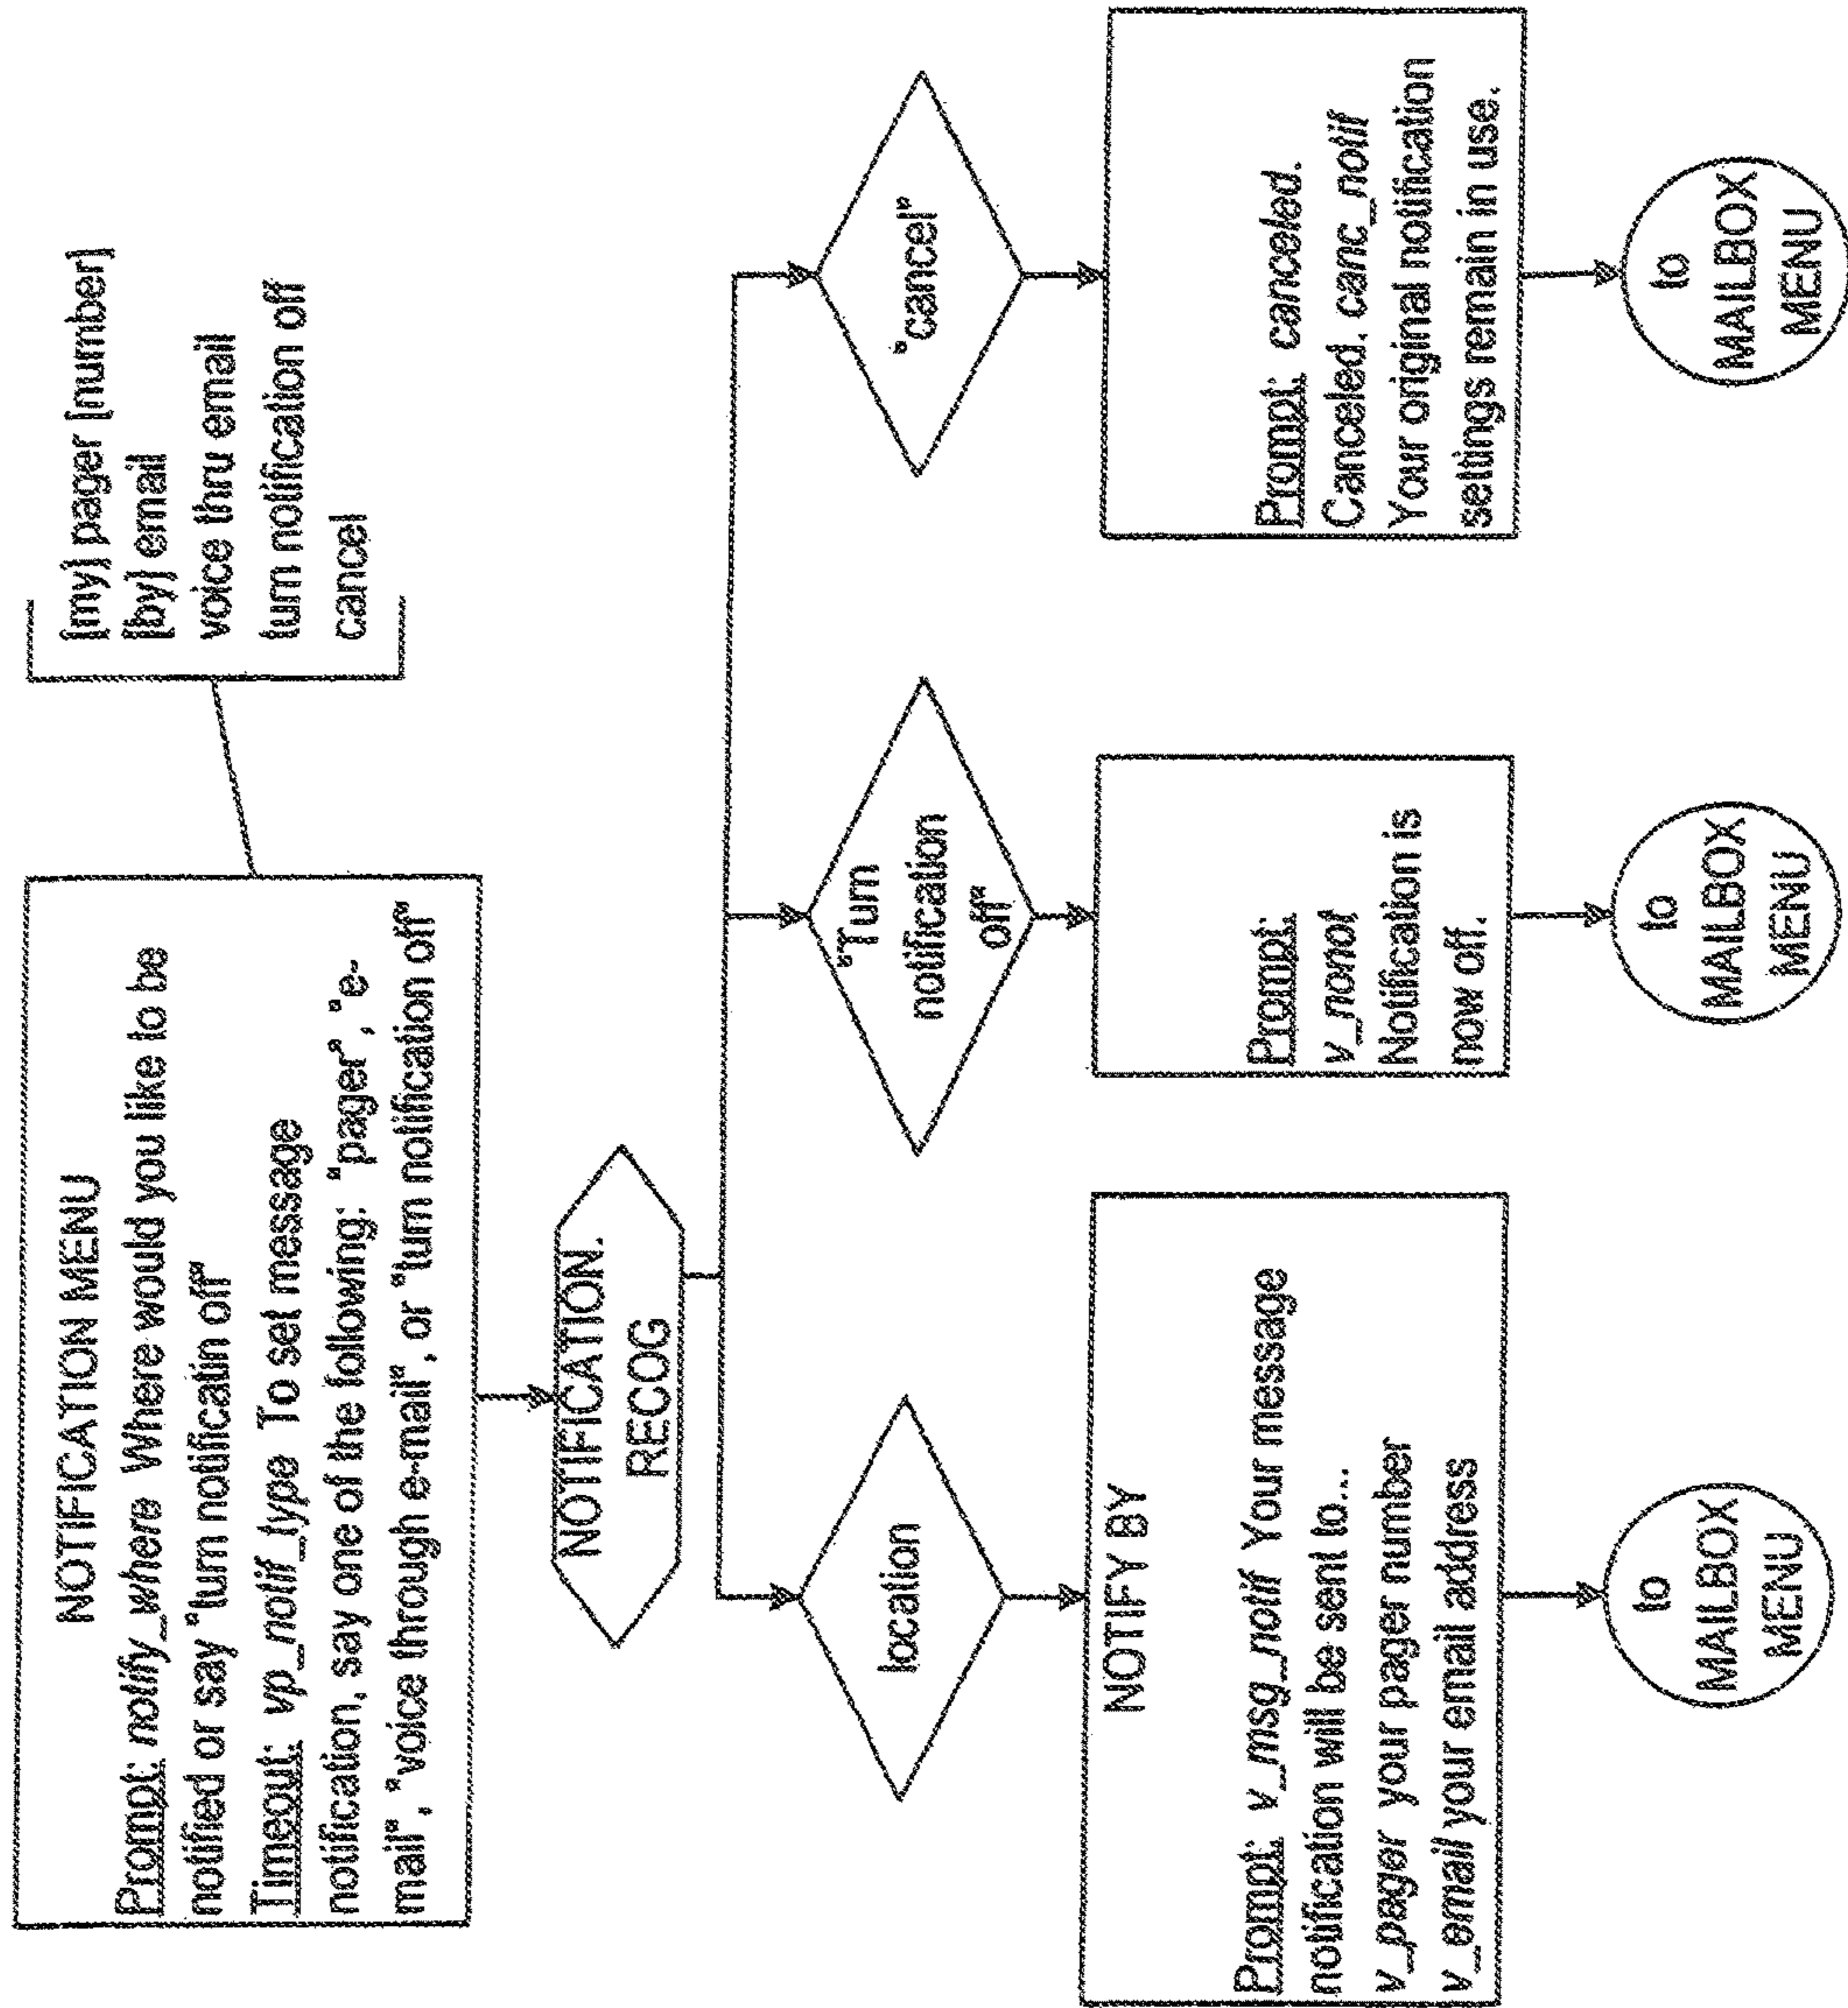 NOTIFICATION MENU
Prompt: notify_where Where would you like to be
notified or say "turn notificatin off"
Timeout: vp_notif_type To set message
notification, say one of the following: "pager", "e-
mail", "voice through e-mail", or "turn notification off"
[my] pager [number]
[by] email
voice thru email
turn notification off
cancel
NOTIFICATION.
RECOG
location
"Turn
notification
off"
"cancel"
NOTIFY BY
Prompt: v_msg_notif Your message
notification will be sent to...
v_pager your pager number
v_email your email address
Prompt:
v_nonot
Notification is
now off.
Prompt: canceled.
Canceled. canc_notif
Your original notification
settings remain in use.
to
MAILBOX
MENU
to
MAILBOX
MENU
to
MAILBOX
MENU